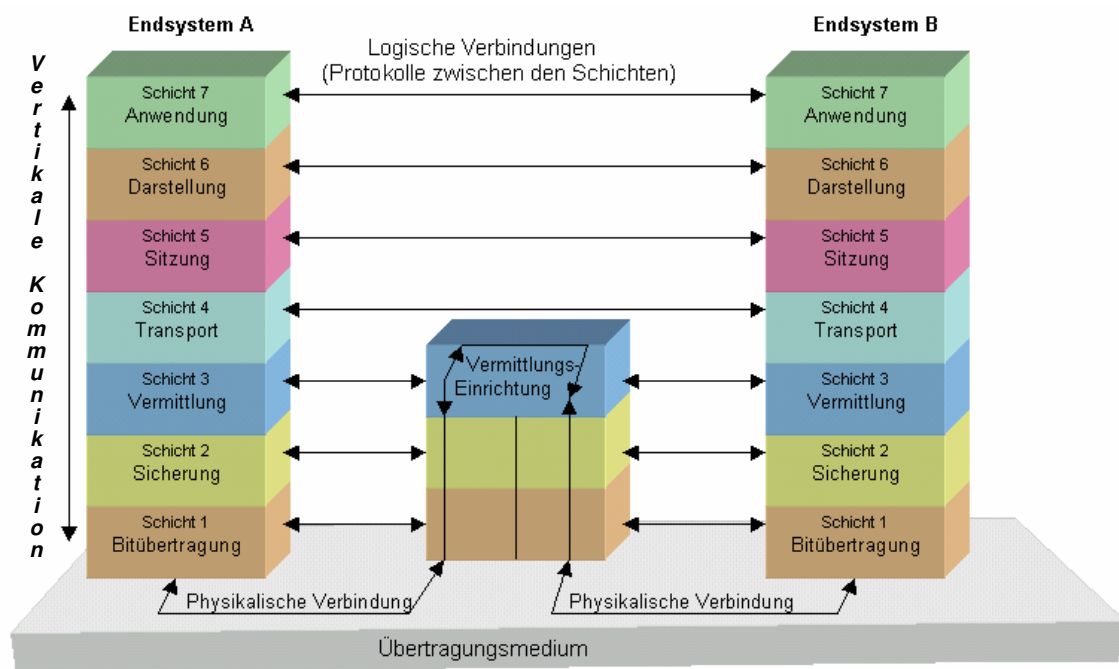 Endsystem A
Endsystem B
Vertikale Kommunikation
Logische Verbindungen
(Protokolle zwischen den Schichten)
Schicht 7
Anwendung
Schicht 6
Darstellung
Schicht 5
Sitzung
Schicht 4
Transport
Schicht 3
Vermittlung
Schicht 2
Sicherung
Schicht 1
Bitübertragung
Vermittlungs-
Einrichtung
Schicht 7
Anwendung
Schicht 6
Darstellung
Schicht 5
Sitzung
Schicht 4
Transport
Schicht 3
Vermittlung
Schicht 2
Sicherung
Schicht 1
Bitübertragung
Physikalische Verbindung
Physikalische Verbindung
Übertragungsmedium